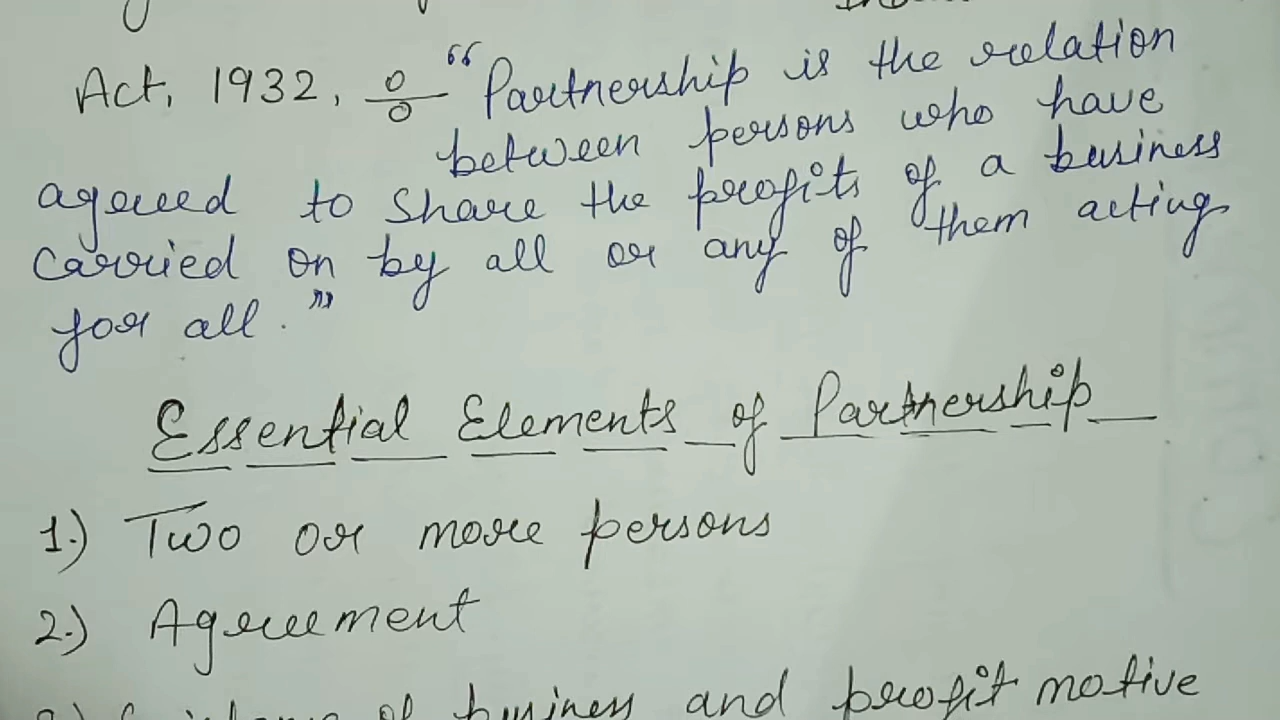 Act, 1932, ÷ "Partnership is the relation
between persons who have
agreed to share the profits of a business
carried on by all or any of them acting
for all."
Essential Elements of Partnership
1.) Two or more persons
2.) Agreement
of business and profit motive